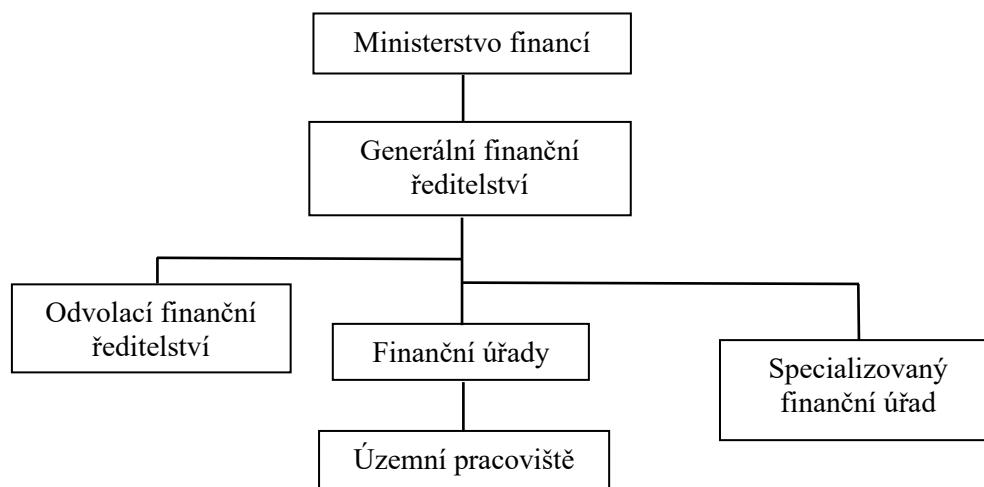 Ministerstvo financí
Generální finanční
ředitelství
Odvolací finanční
ředitelství
Finanční úřady
Specializovaný
finanční úřad
Územní pracoviště